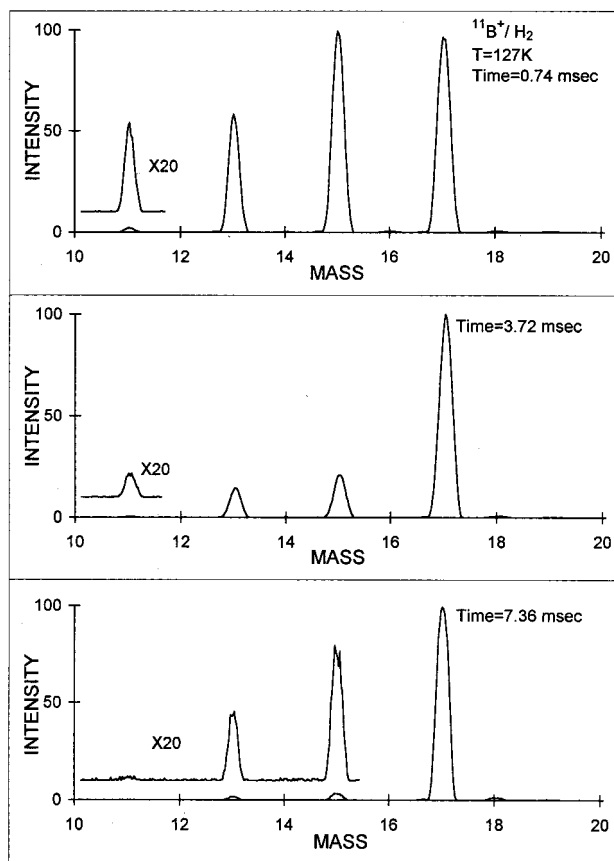 ¹¹B⁺/ H₂
T=127K
Time=0.74 msec
INTENSITY
100
50
0
X20
10 12 14 16 18 20
MASS
Time=3.72 msec
INTENSITY
100
50
0
X20
10 12 14 16 18 20
MASS
Time=7.36 msec
INTENSITY
100
50
0
X20
10 12 14 16 18 20
MASS